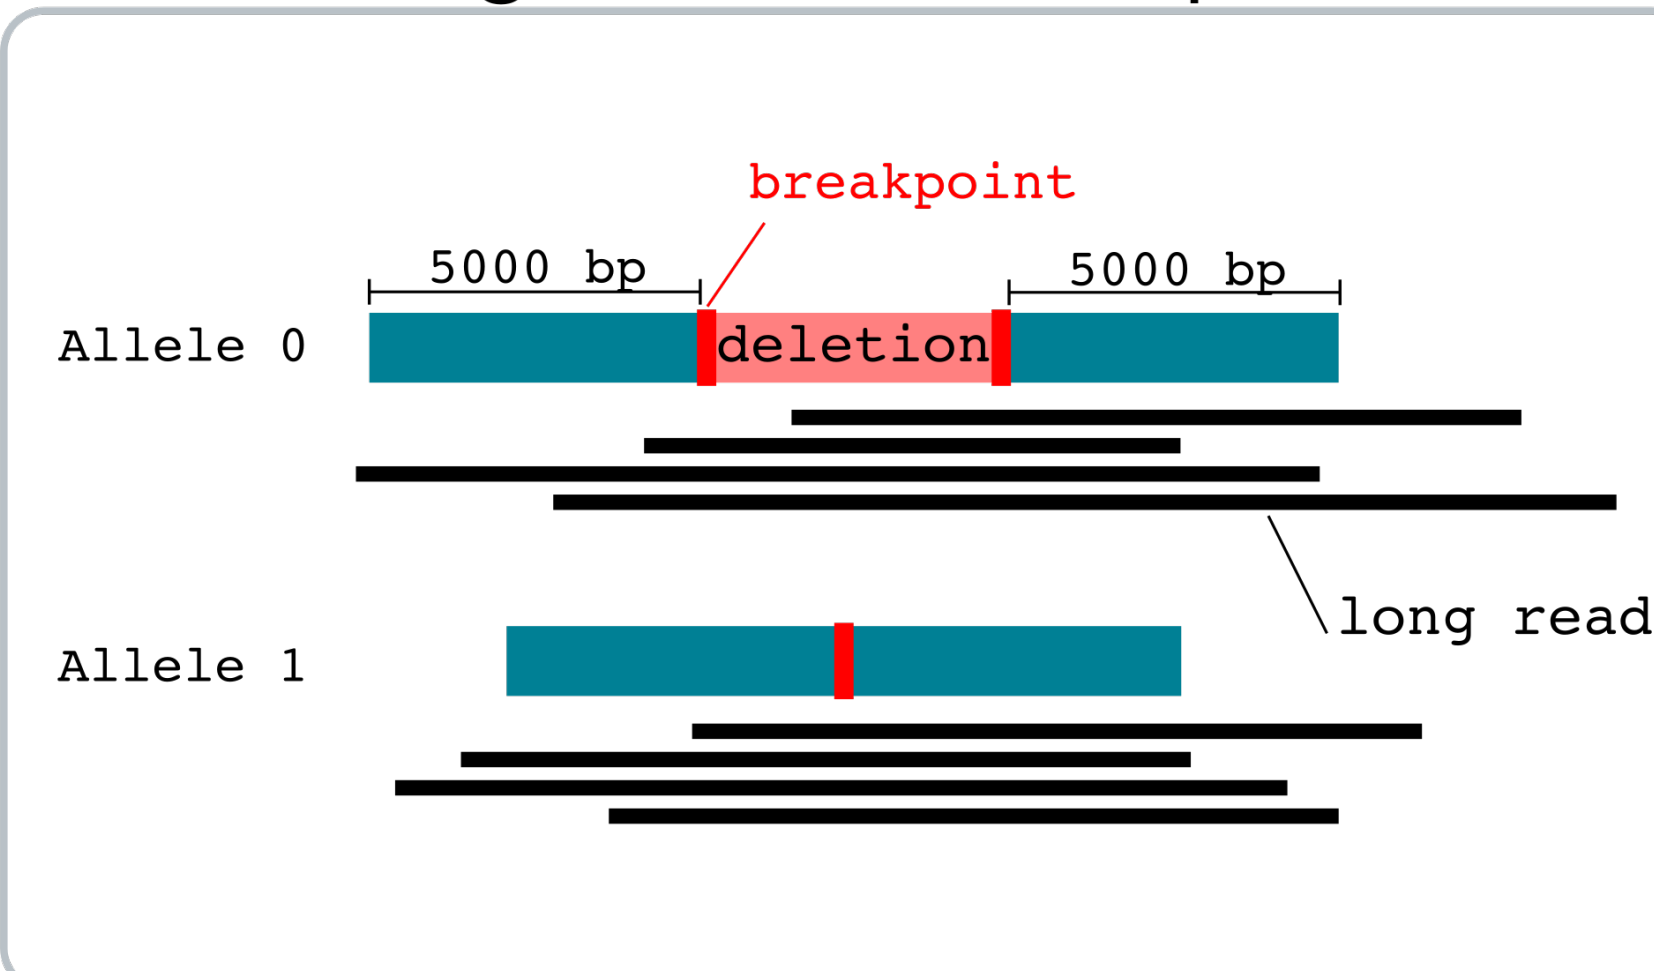 breakpoint
5000 bp
5000 bp
Allele 0
deletion
long read
Allele 1